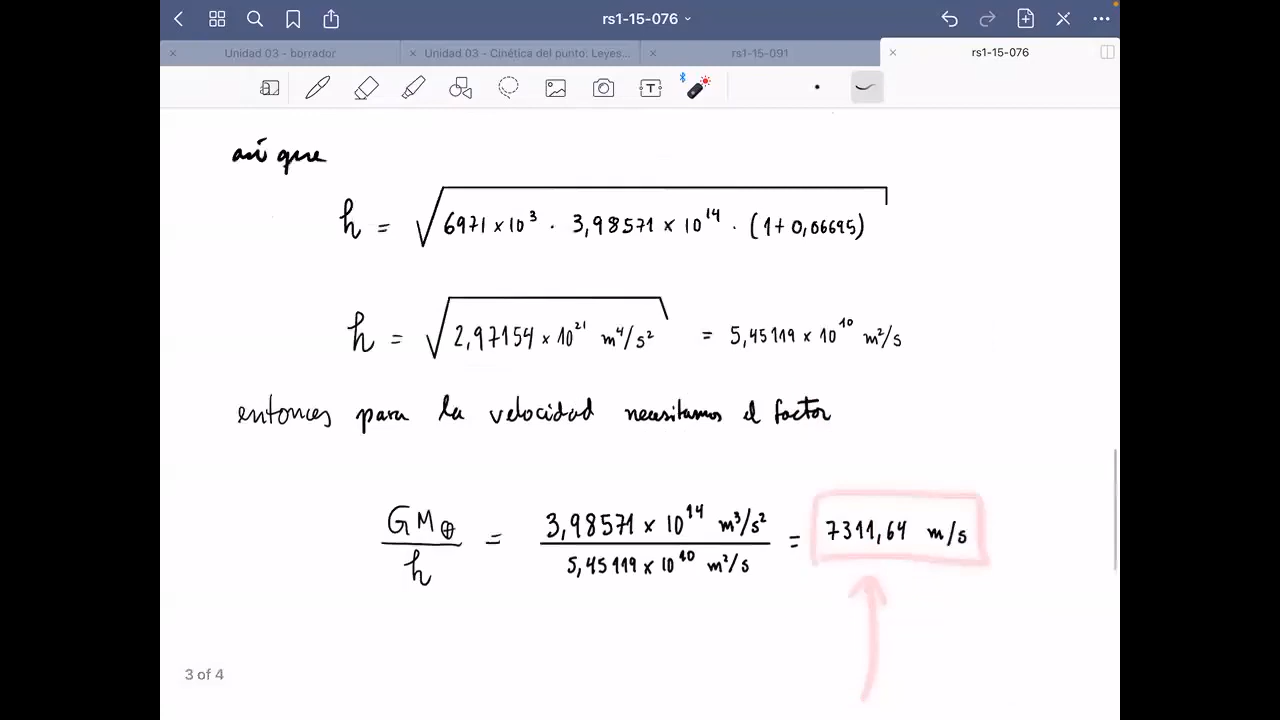 rs1-15-076
Unidad 03 - borrador
Unidad 03 - Cinética del punto: Leyes...
rs1-15-091
rs1-15-076
así que
h = √(6971 × 10³ · 3,98571 × 10¹⁴ · (1 + 0,06695))
h = √(2,97154 × 10²¹ m⁴/s²) = 5,45119 × 10¹⁰ m²/s
entonces para la velocidad necesitamos el factor
GM⊕ / h = 3,98571 × 10¹⁴ m³/s² / 5,45119 × 10¹⁰ m²/s = 7311,64 m/s
3 of 4